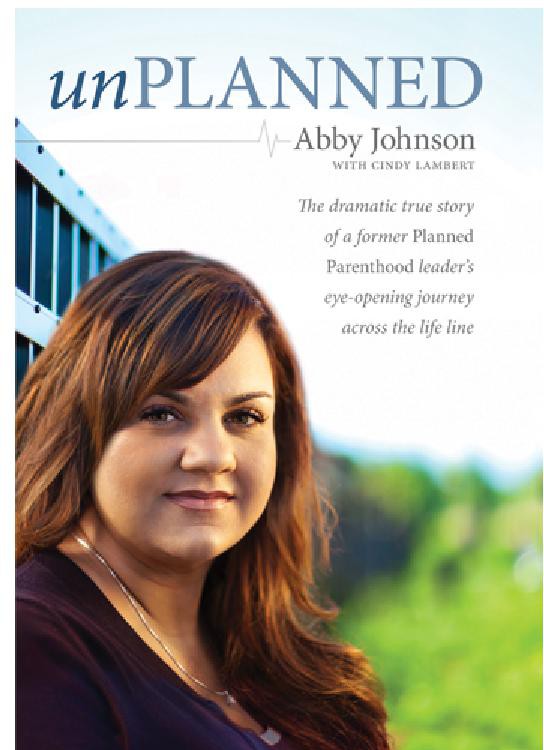 unPLANNED
Abby Johnson
WITH CINDY LAMBERT
The dramatic true story
of a former Planned
Parenthood leader's
eye-opening journey
across the life line